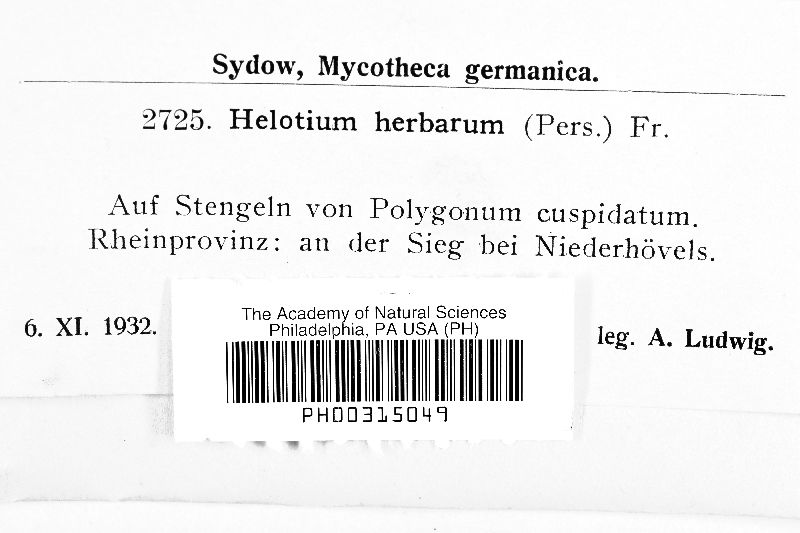 Sydow, Mycotheca germanica.
2725. Helotium herbarum (Pers.) Fr.
Auf Stengeln von Polygonum cuspidatum.
Rheinprovinz: an der Sieg bei Niederhövels.
6. XI. 1932.
leg. A. Ludwig.
The Academy of Natural Sciences
Philadelphia, PA USA (PH)
PH00315049